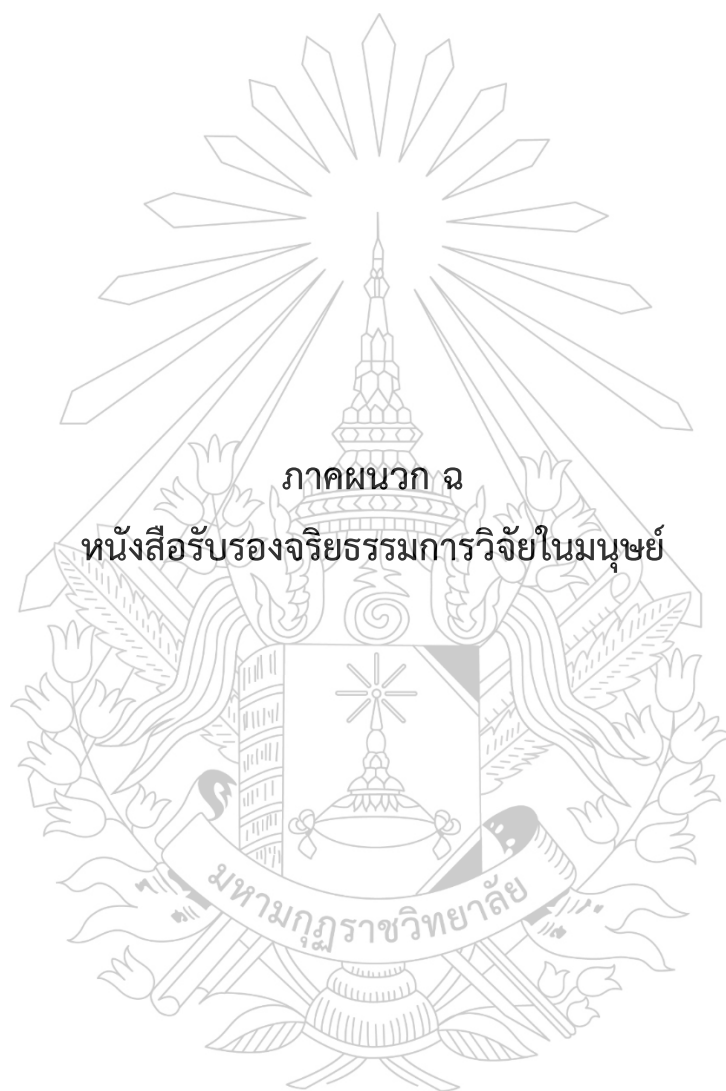 ภาคผนวก ฉ
หนังสือรับรองจริยธรรมการวิจัยในมนุษย์
มหามกุฏราชวิทยาลัย